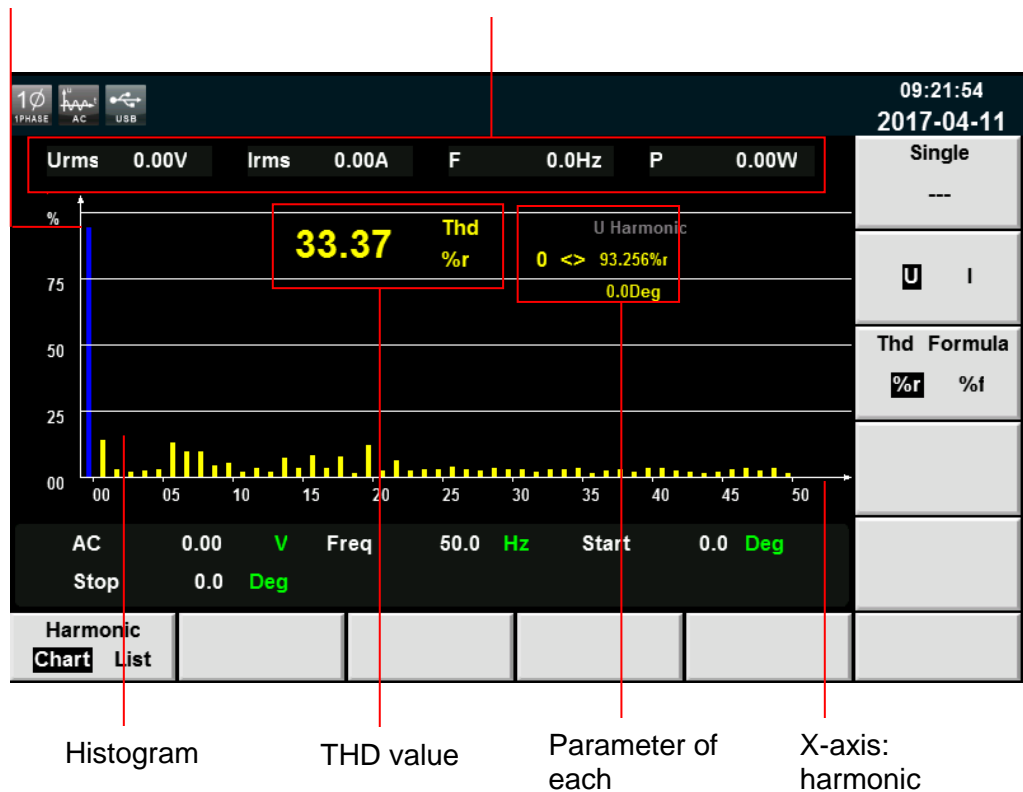 1Ø
1PHASE AC USB
09:21:54
2017-04-11
Urms 0.00V Irms 0.00A F 0.0Hz P 0.00W
Single
---
%
33.37 Thd
%r
U Harmonic
0 <> 93.256%r
0.0Deg
U I
75
50
25
00
Thd Formula
%r %f
00 05 10 15 20 25 30 35 40 45 50
AC 0.00 V Freq 50.0 Hz Start 0.0 Deg
Stop 0.0 Deg
Harmonic
Chart List
Histogram
THD value
Parameter of
each
X-axis:
harmonic